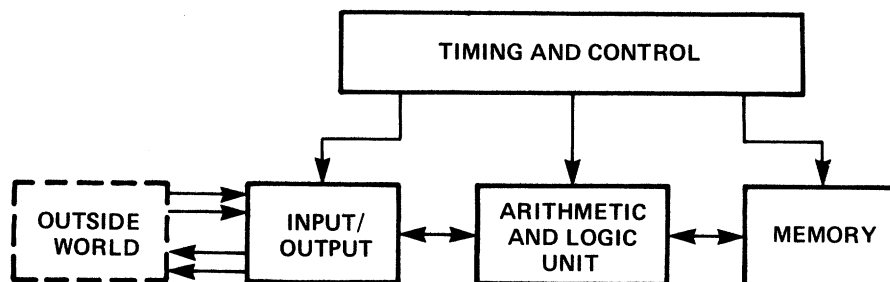 TIMING AND CONTROL
OUTSIDE
WORLD
INPUT/
OUTPUT
ARITHMETIC
AND LOGIC
UNIT
MEMORY